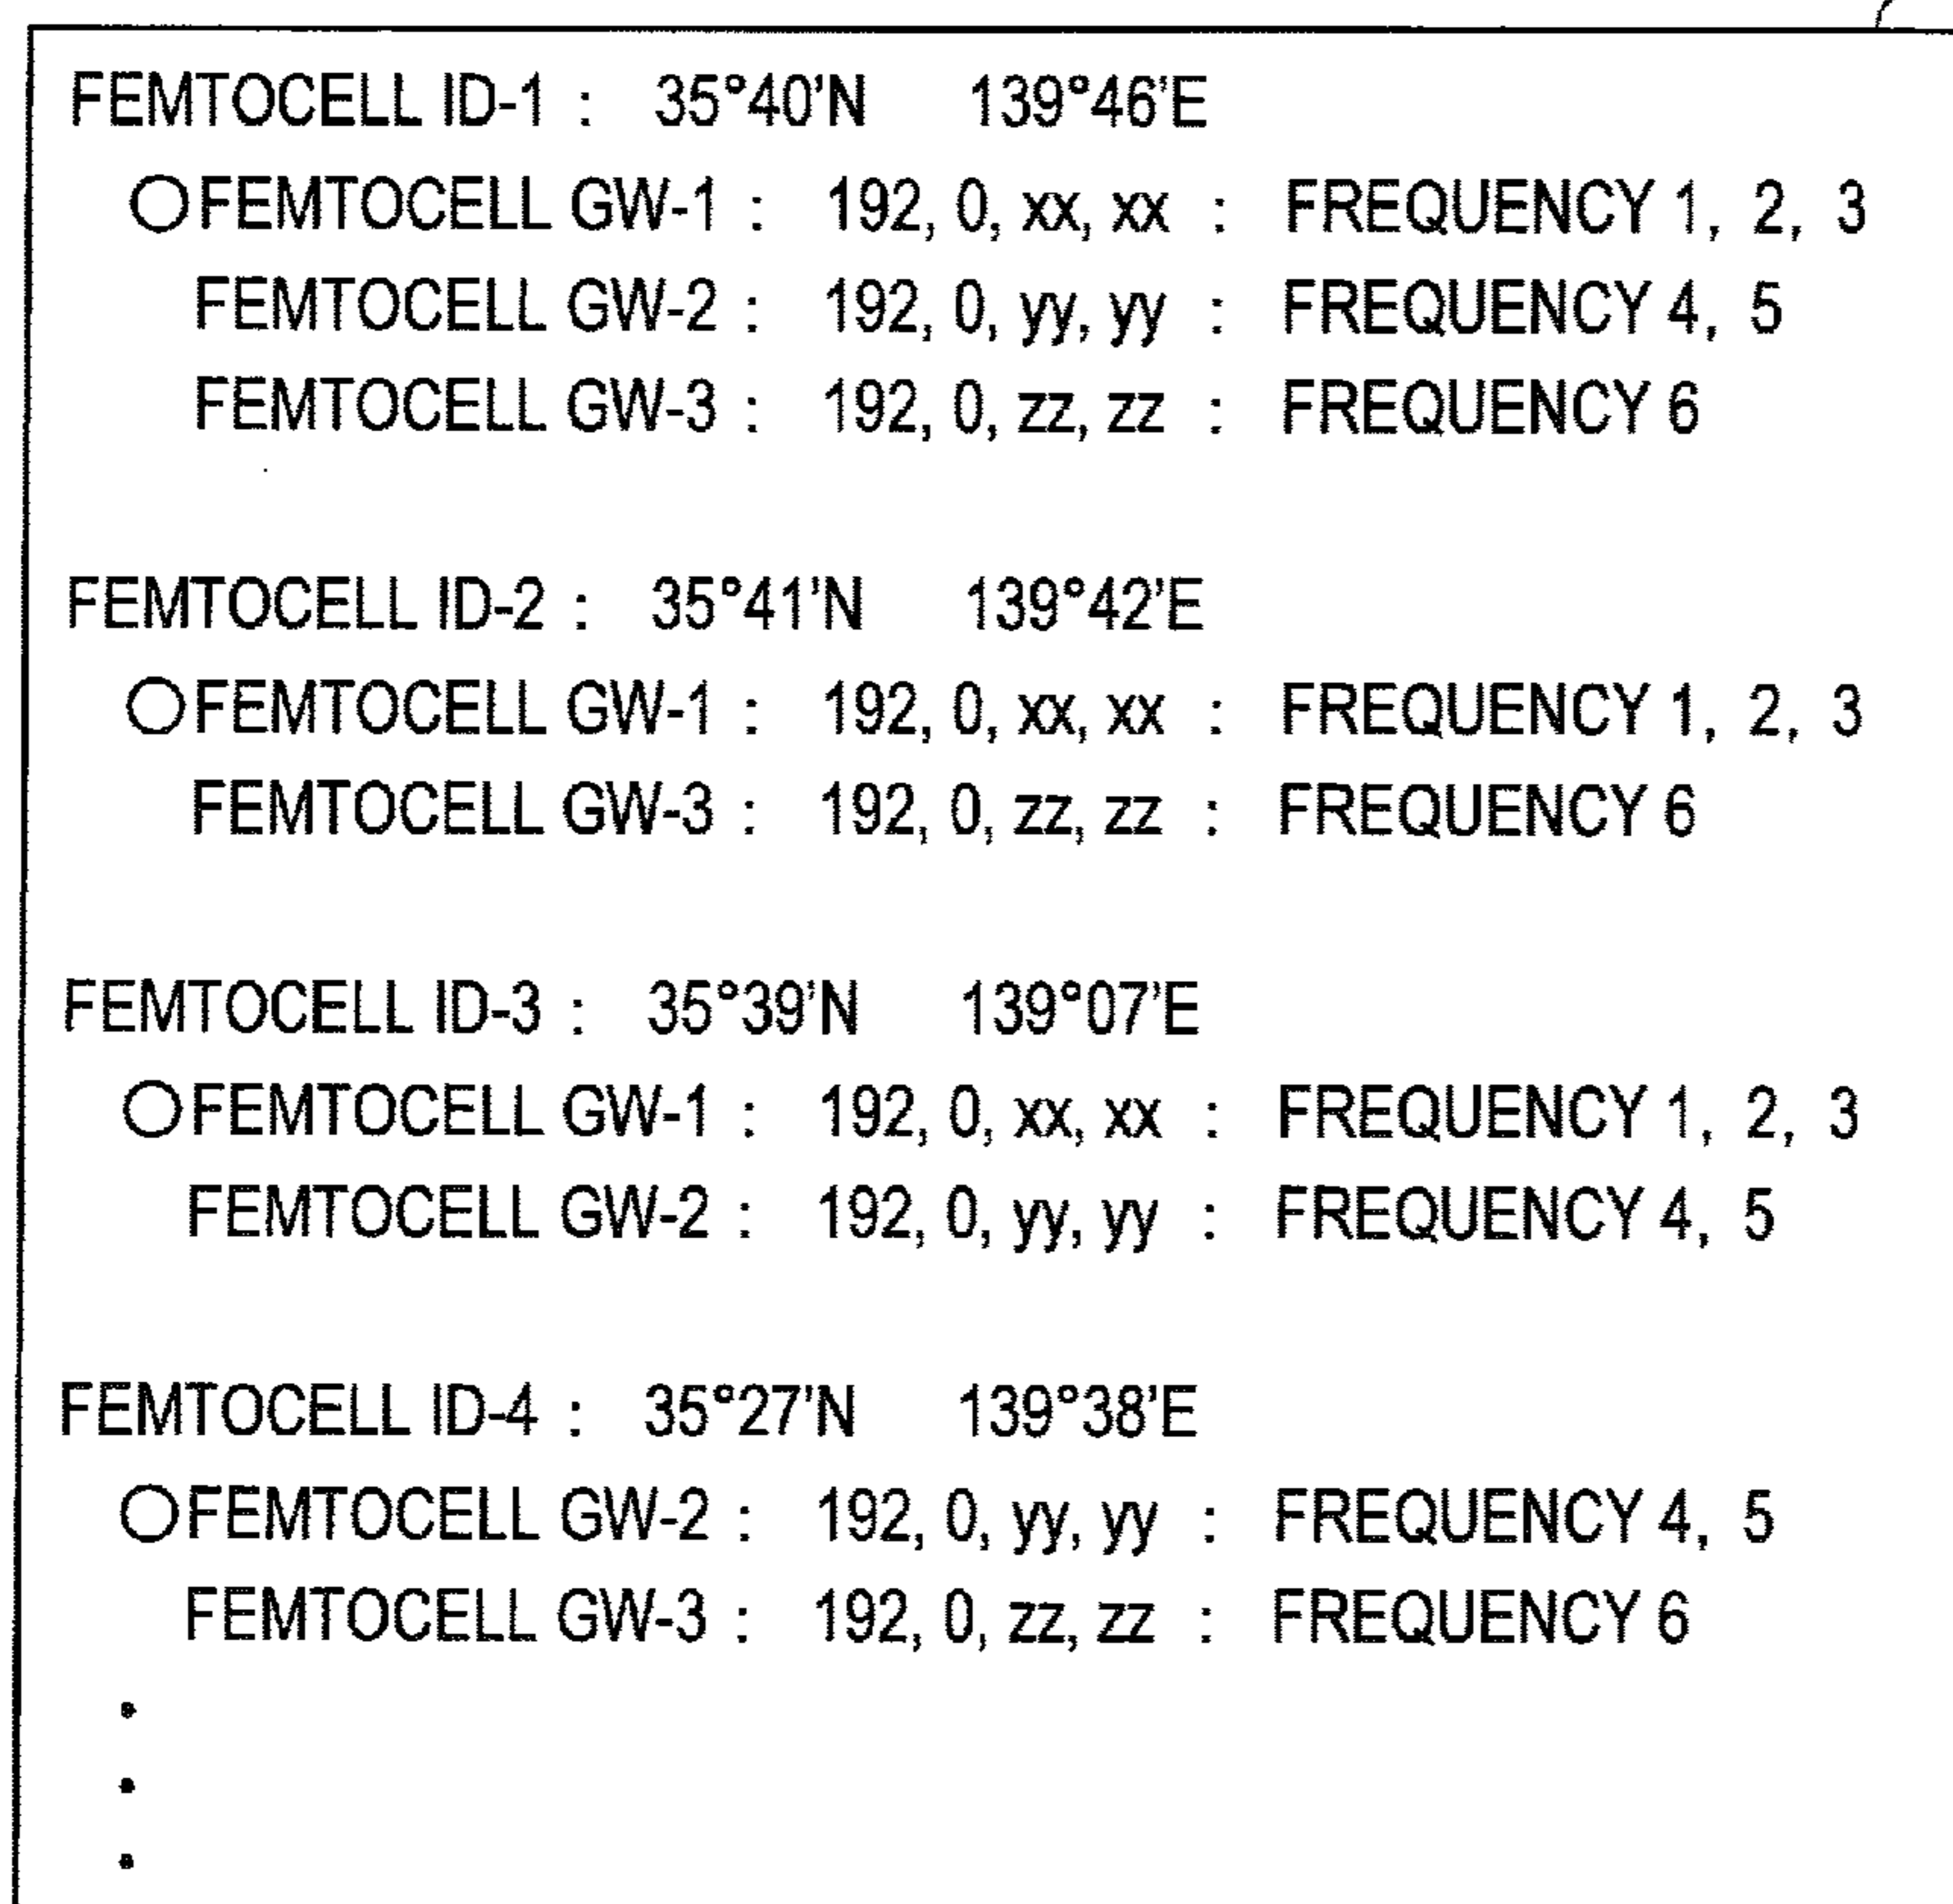 FEMTOCELL ID-1 : 35°40'N 139°46'E
○FEMTOCELL GW-1 : 192, 0, xx, xx : FREQUENCY 1, 2, 3
FEMTOCELL GW-2 : 192, 0, yy, yy : FREQUENCY 4, 5
FEMTOCELL GW-3 : 192, 0, zz, zz : FREQUENCY 6
FEMTOCELL ID-2 : 35°41'N 139°42'E
○FEMTOCELL GW-1 : 192, 0, xx, xx : FREQUENCY 1, 2, 3
FEMTOCELL GW-3 : 192, 0, zz, zz : FREQUENCY 6
FEMTOCELL ID-3 : 35°39'N 139°07'E
○FEMTOCELL GW-1 : 192, 0, xx, xx : FREQUENCY 1, 2, 3
FEMTOCELL GW-2 : 192, 0, yy, yy : FREQUENCY 4, 5
FEMTOCELL ID-4 : 35°27'N 139°38'E
○FEMTOCELL GW-2 : 192, 0, yy, yy : FREQUENCY 4, 5
FEMTOCELL GW-3 : 192, 0, zz, zz : FREQUENCY 6